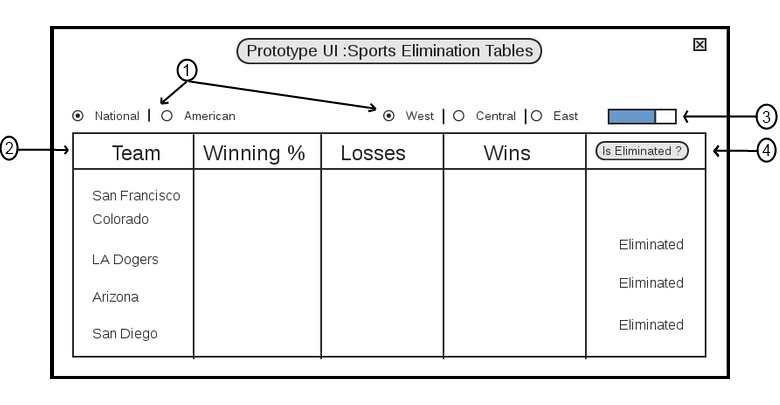 Prototype UI :Sports Elimination Tables
1
National
American
West
Central
East
3
2
Team
Winning %
Losses
Wins
Is Eliminated ?
4
San Francisco
Colorado
Eliminated
LA Dogers
Eliminated
Arizona
Eliminated
San Diego